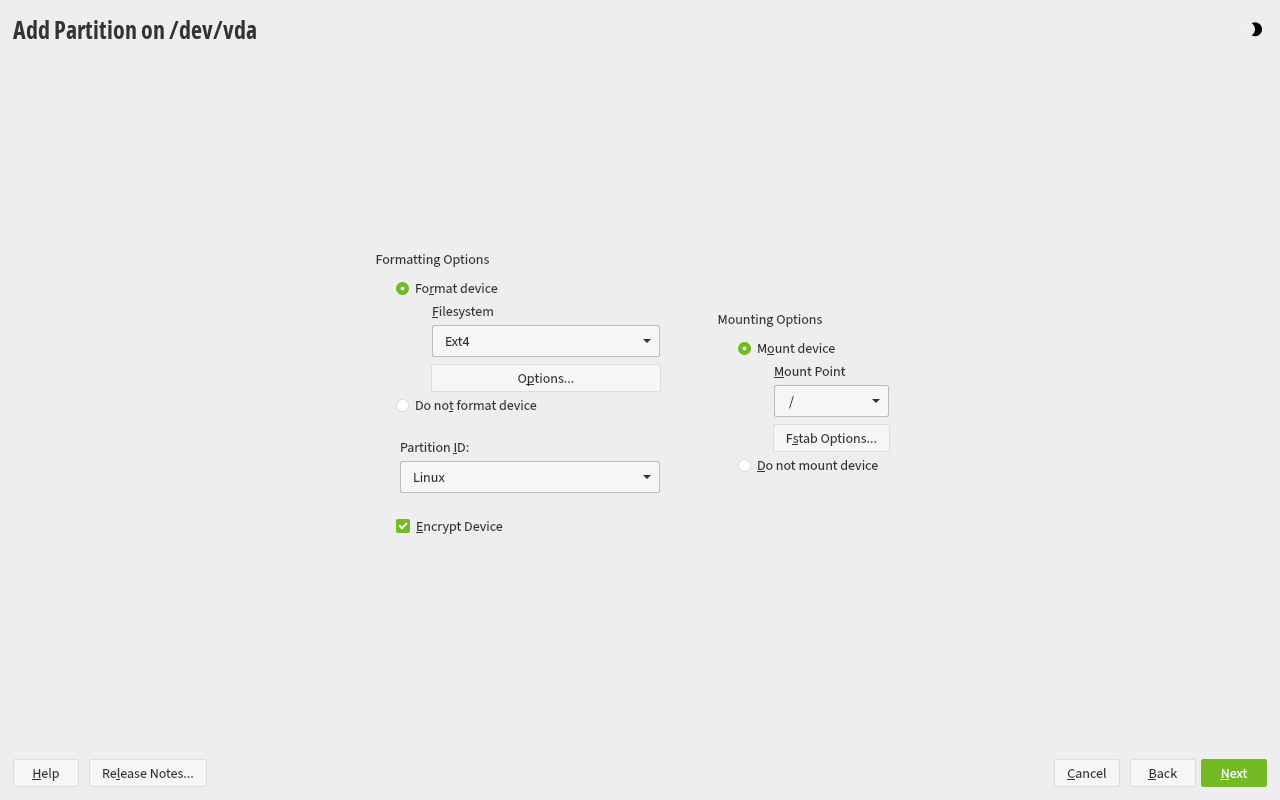 Add Partition on /dev/vda
Formatting Options
Format device
Filesystem
Ext4
Options...
Do not format device
Partition ID:
Linux
Encrypt Device
Mounting Options
Mount device
Mount Point
/
Fstab Options...
Do not mount device
Help
Release Notes...
Cancel
Back
Next